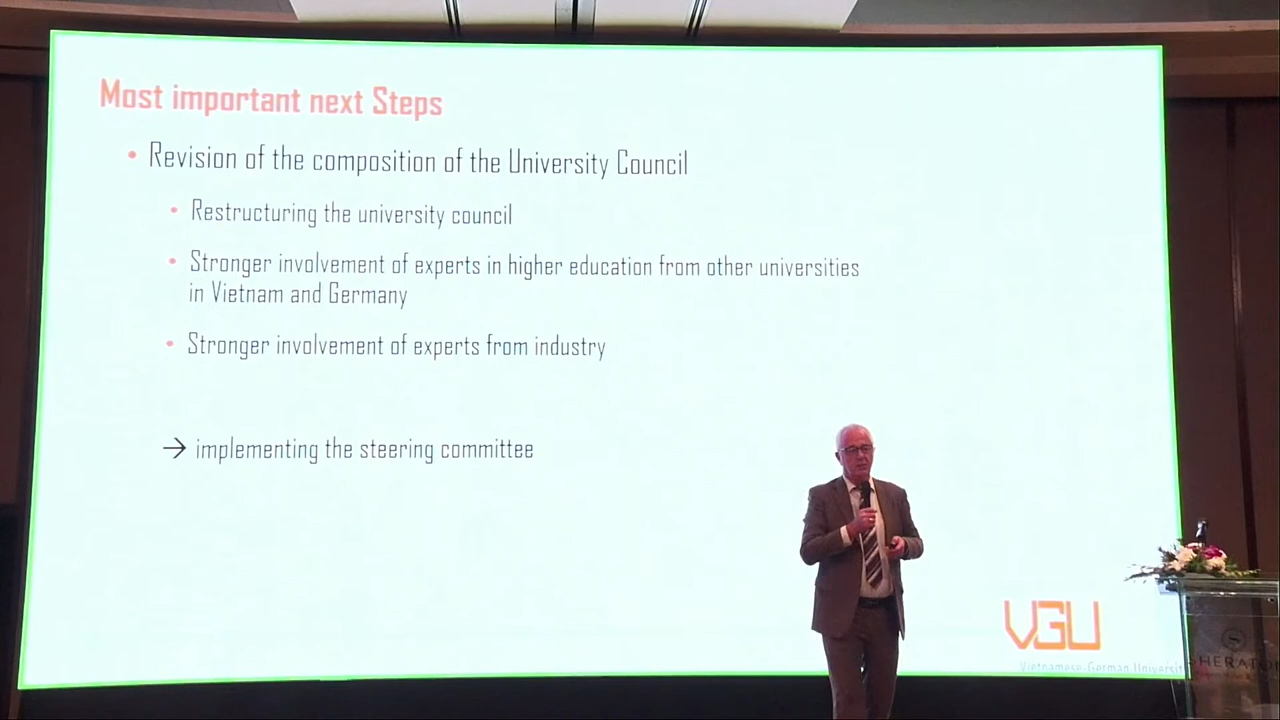 Most important next Steps
• Revision of the composition of the University Council
• Restructuring the university council
• Stronger involvement of experts in higher education from other universities
in Vietnam and Germany
• Stronger involvement of experts from industry
→ implementing the steering committee
VGU
Vietnamese-German Universit
SHERATO